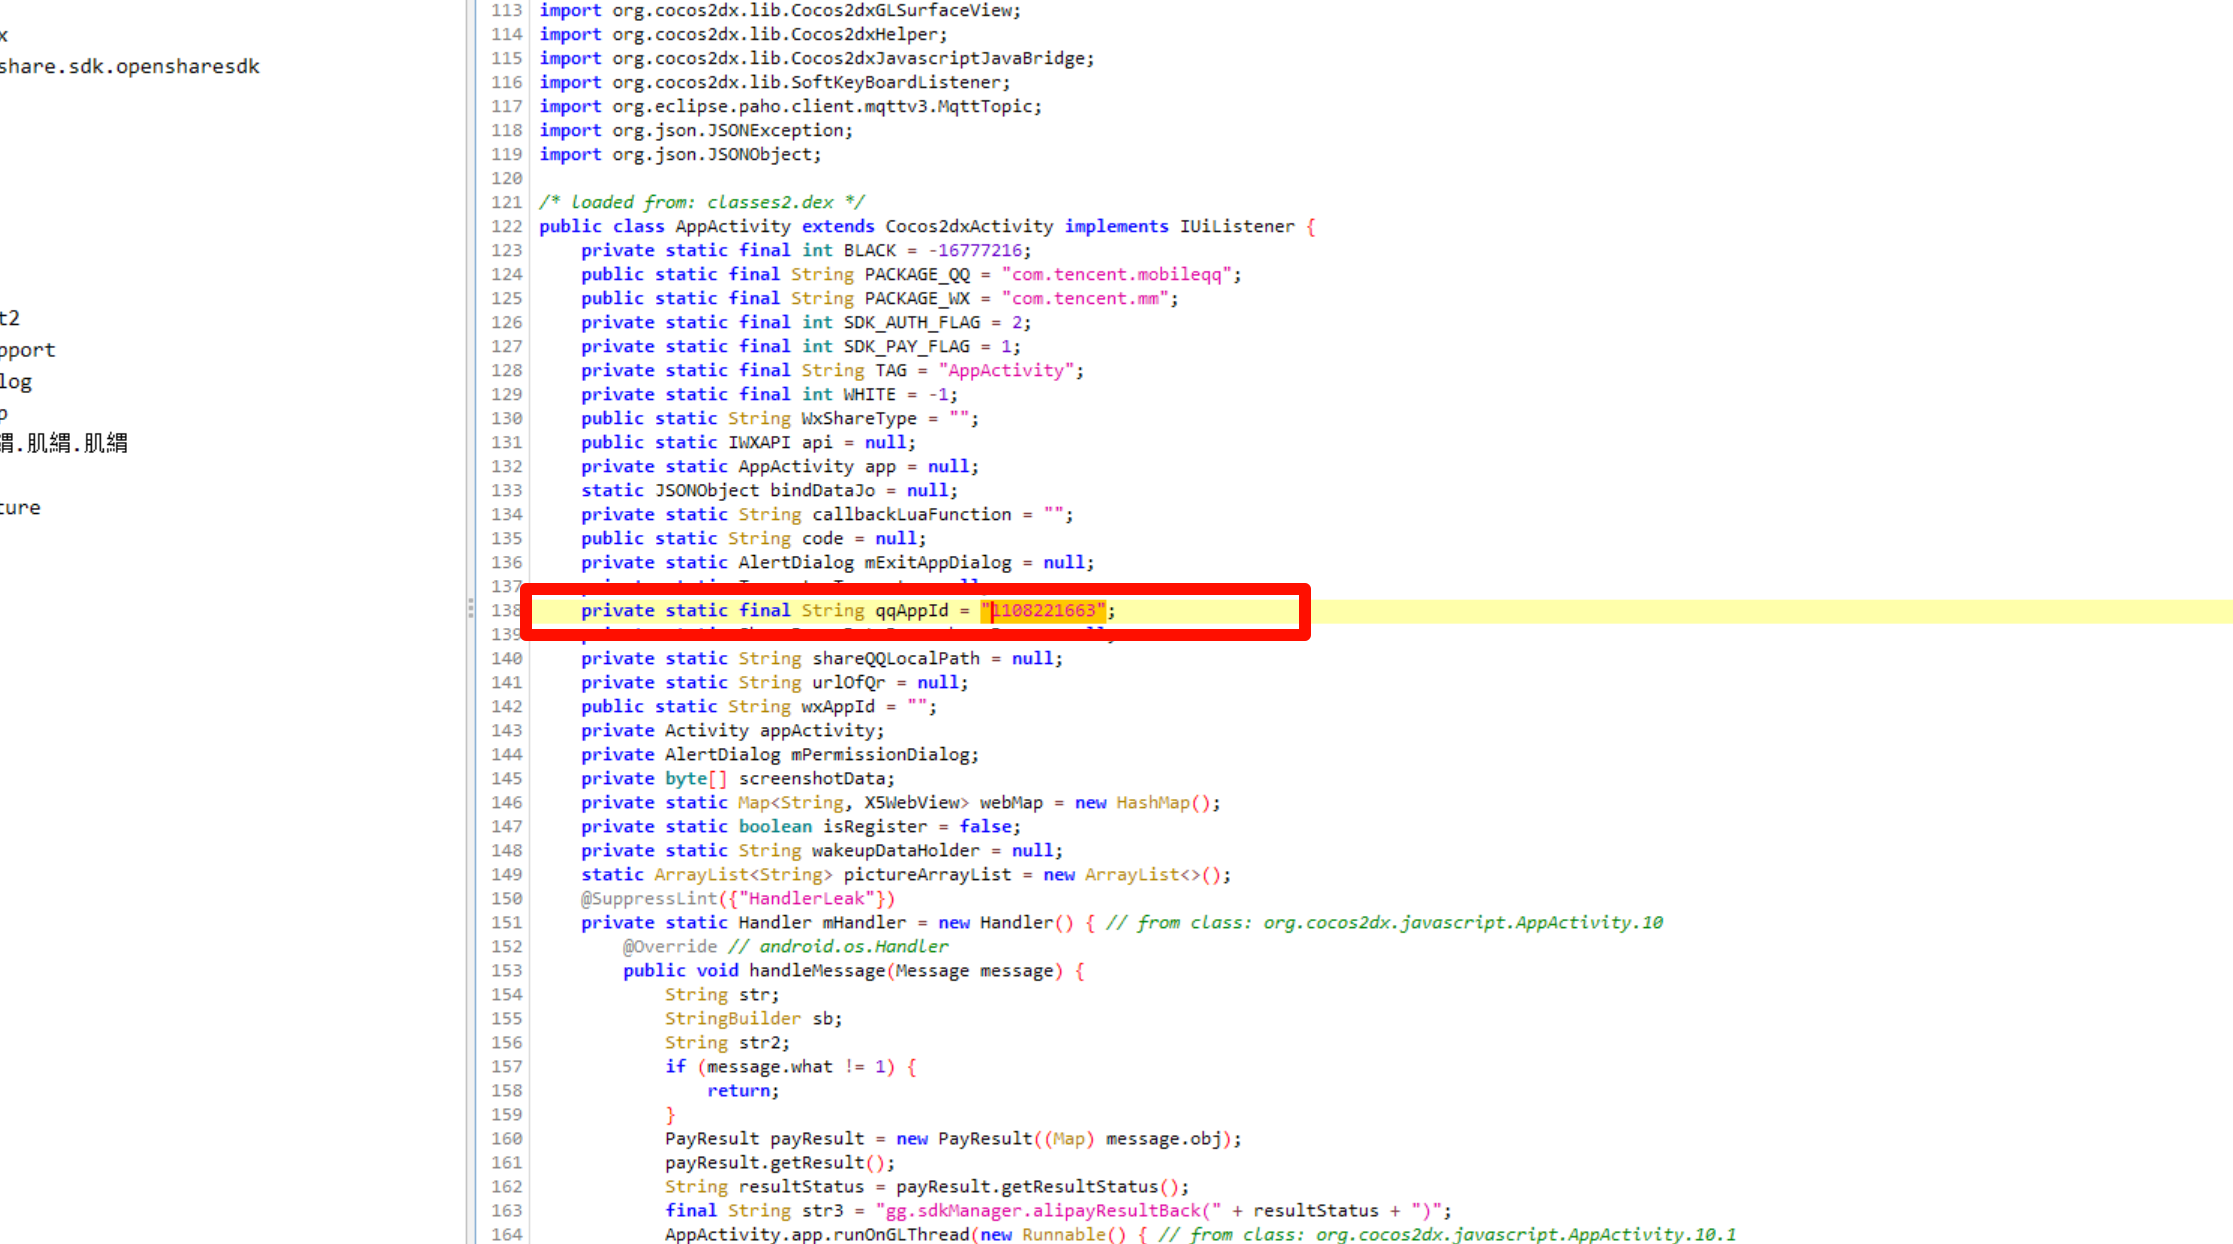 x
share.sdk.opensharesdk
t2
pport
log
p
緭.肌緭.肌緭
ture
113 import org.cocos2dx.lib.Cocos2dxGLSurfaceView;
114 import org.cocos2dx.lib.Cocos2dxHelper;
115 import org.cocos2dx.lib.Cocos2dxJavascriptJavaBridge;
116 import org.cocos2dx.lib.SoftKeyBoardListener;
117 import org.eclipse.paho.client.mqttv3.MqttTopic;
118 import org.json.JSONException;
119 import org.json.JSONObject;
120
121 /* loaded from: classes2.dex */
122 public class AppActivity extends Cocos2dxActivity implements IUiListener {
123 private static final int BLACK = -16777216;
124 public static final String PACKAGE_QQ = "com.tencent.mobileqq";
125 public static final String PACKAGE_WX = "com.tencent.mm";
126 private static final int SDK_AUTH_FLAG = 2;
127 private static final int SDK_PAY_FLAG = 1;
128 private static final String TAG = "AppActivity";
129 private static final int WHITE = -1;
130 public static String WxShareType = "";
131 public static IWXAPI api = null;
132 private static AppActivity app = null;
133 static JSONObject bindDataJo = null;
134 private static String callbackLuaFunction = "";
135 public static String code = null;
136 private static AlertDialog mExitAppDialog = null;
137
138 private static final String qqAppId = "1108221663";
139
140 private static String shareQQLocalPath = null;
141 private static String urlOfQr = null;
142 public static String wxAppId = "";
143 private Activity appActivity;
144 private AlertDialog mPermissionDialog;
145 private byte[] screenshotData;
146 private static Map<String, X5WebView> webMap = new HashMap();
147 private static boolean isRegister = false;
148 private static String wakeupDataHolder = null;
149 static ArrayList<String> pictureArrayList = new ArrayList<>();
150 @SuppressLint({"HandlerLeak"})
151 private static Handler mHandler = new Handler() { // from class: org.cocos2dx.javascript.AppActivity.10
152 @Override // android.os.Handler
153 public void handleMessage(Message message) {
154 String str;
155 StringBuilder sb;
156 String str2;
157 if (message.what != 1) {
158 return;
159 }
160 PayResult payResult = new PayResult((Map) message.obj);
161 payResult.getResult();
162 String resultStatus = payResult.getResultStatus();
163 final String str3 = "gg.sdkManager.alipayResultBack(" + resultStatus + ")";
164 AppActivity.app.runOnGLThread(new Runnable() { // from class: org.cocos2dx.javascript.AppActivity.10.1